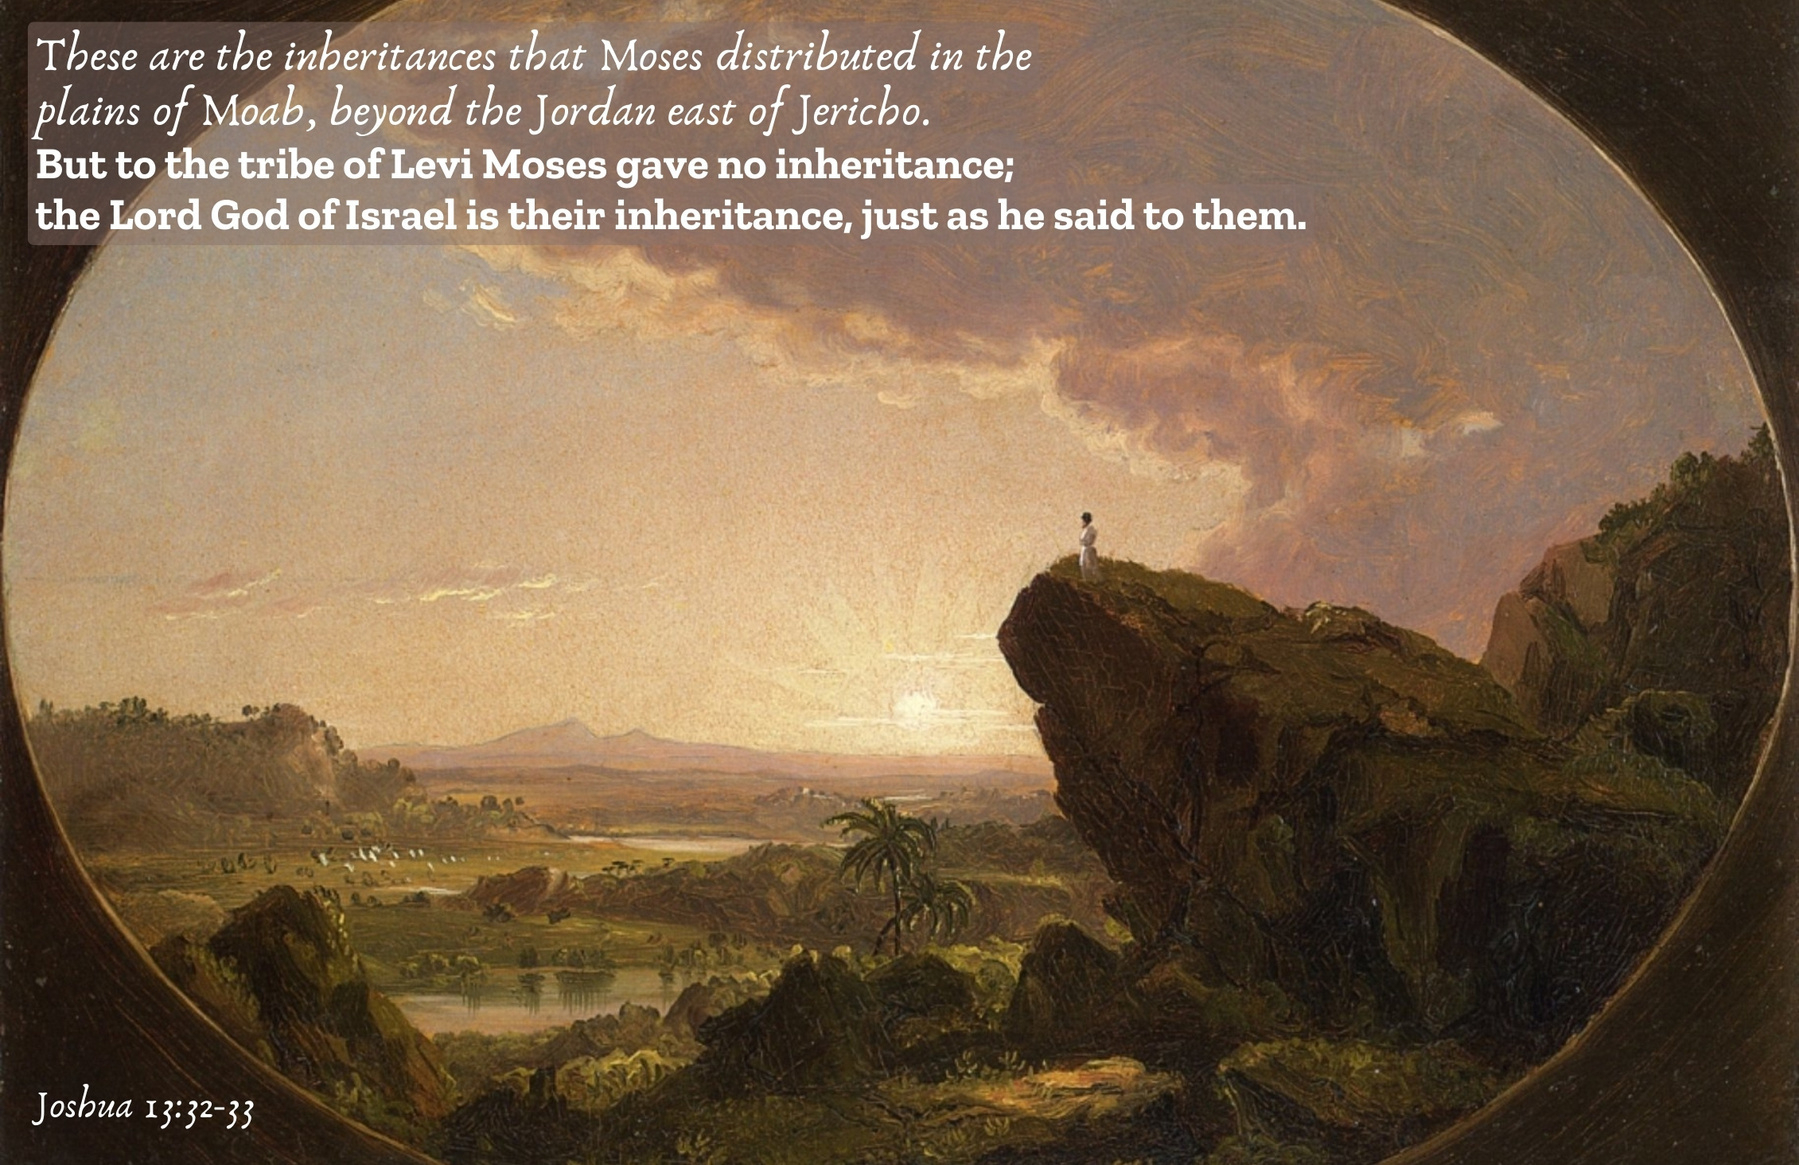 These are the inheritances that Moses distributed in the
plains of Moab, beyond the Jordan east of Jericho.
But to the tribe of Levi Moses gave no inheritance;
the Lord God of Israel is their inheritance, just as he said to them.
Joshua 13:32-33